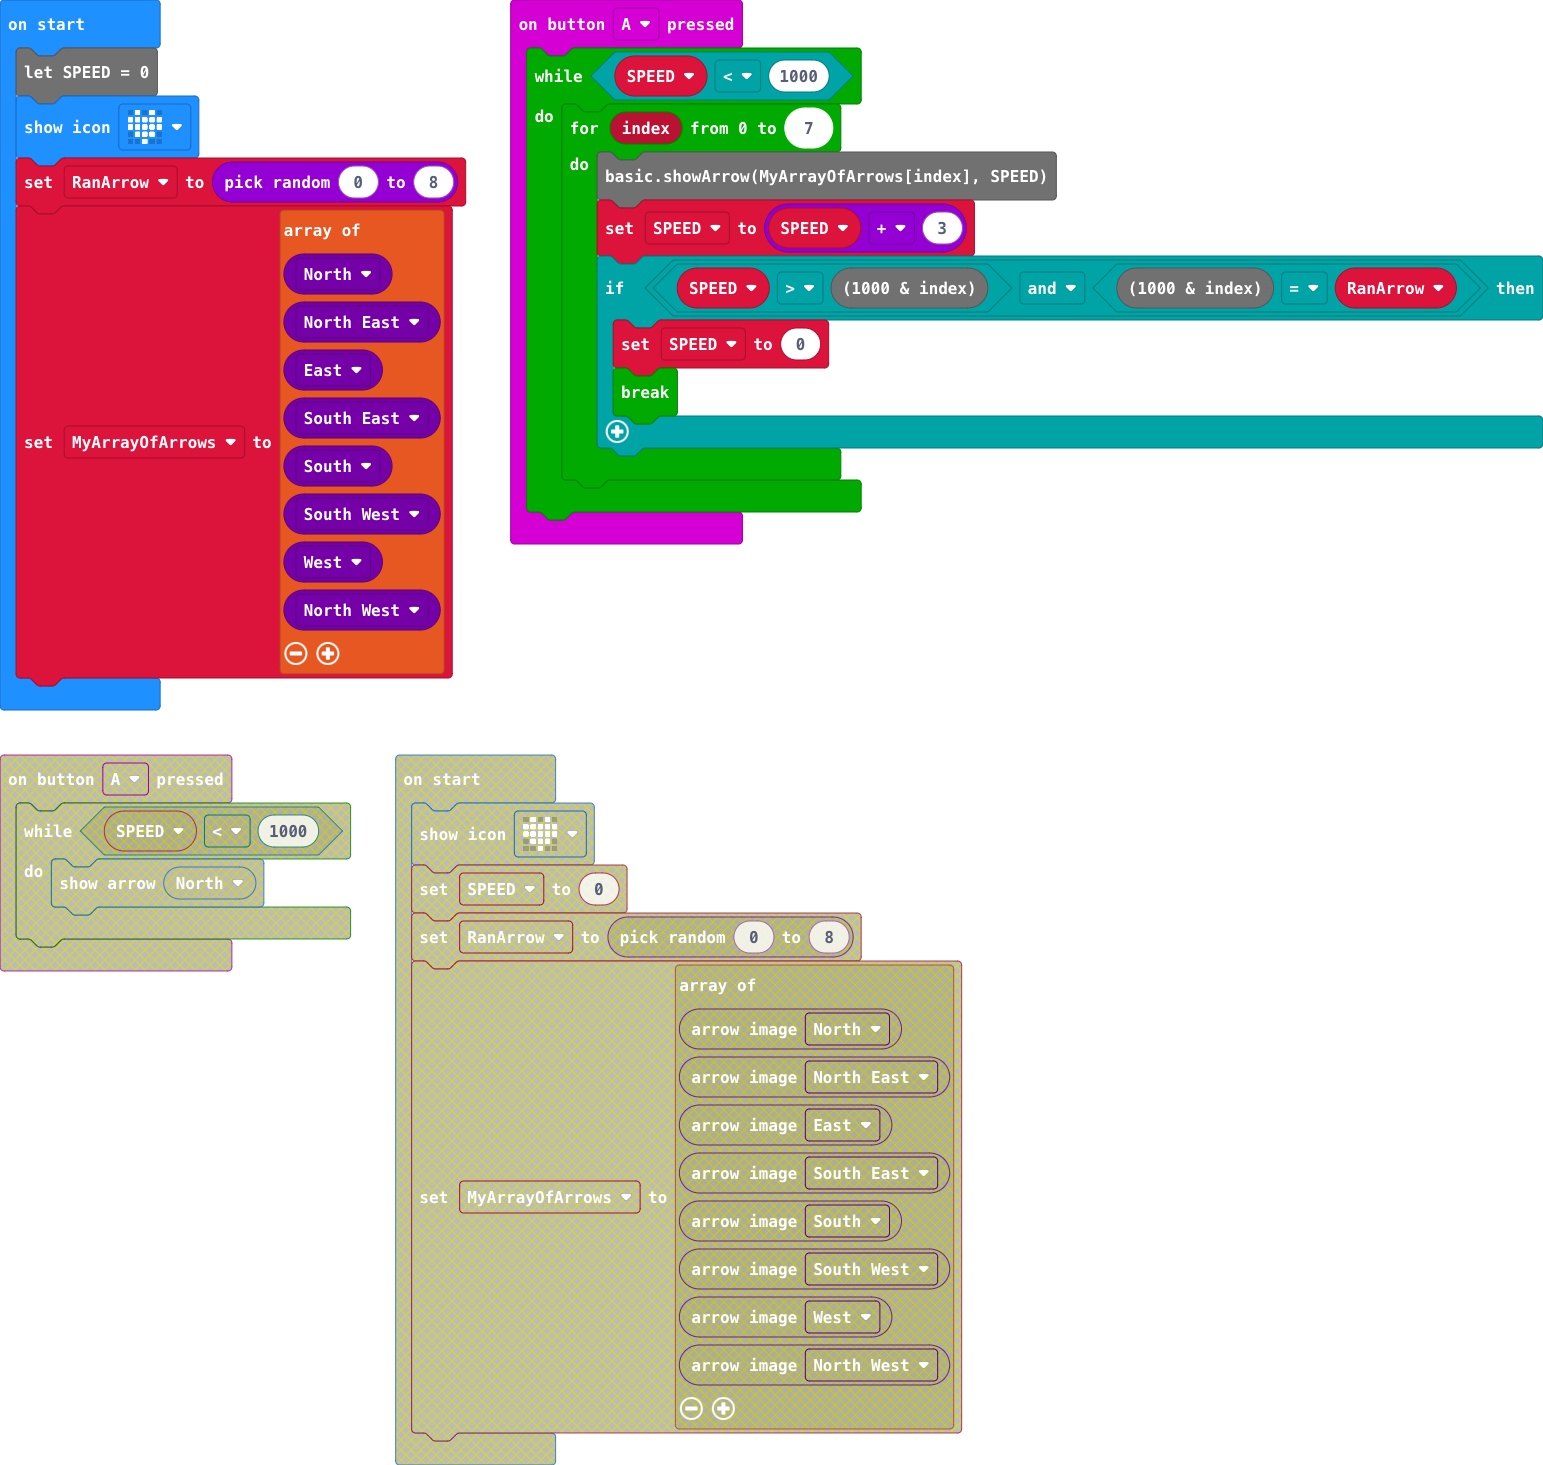 on start
let SPEED = 0
show icon
set RanArrow to pick random 0 to 8
set MyArrayOfArrows to
array of
North
North East
East
South East
South
South West
West
North West
on button A pressed
while SPEED < 1000
do
for index from 0 to 7
do
basic.showArrow(MyArrayOfArrows[index], SPEED)
set SPEED to SPEED + 3
if SPEED > (1000 & index) and (1000 & index) = RanArrow then
set SPEED to 0
break
on button A pressed
while SPEED < 1000
do
show arrow North
on start
show icon
set SPEED to 0
set RanArrow to pick random 0 to 8
set MyArrayOfArrows to
array of
arrow image North
arrow image North East
arrow image East
arrow image South East
arrow image South
arrow image South West
arrow image West
arrow image North West